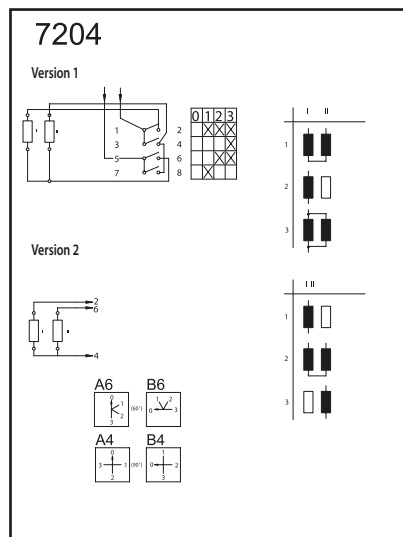 7204
Version 1
0 1 2 3
1 2 X X X
3 4 X
5 6 X X
7 8 X
I II
I II
1
2
3
Version 2
2
6
4
I II
I II
1
2
3
A6 B6
0 1 2 3 (60°) 0 1 2 3
A4 B4
0 1 2 3 (90°) 0 1 2 3